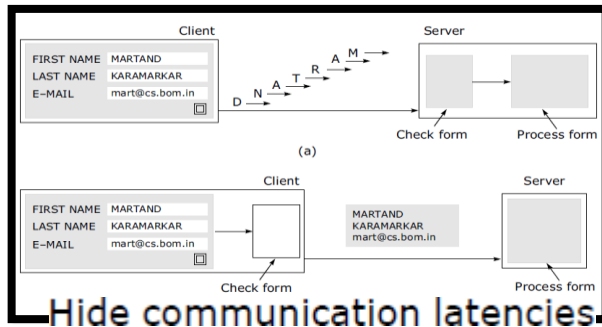 Client
Server
FIRST NAME MARTAND
LAST NAME KARAMARKAR
E-MAIL mart@cs.bom.in
D N A T R A M
Check form
Process form
(a)
Client
Server
FIRST NAME MARTAND
LAST NAME KARAMARKAR
E-MAIL mart@cs.bom.in
MARTAND
KARAMARKAR
mart@cs.bom.in
Check form
Process form
Hide communication latencies